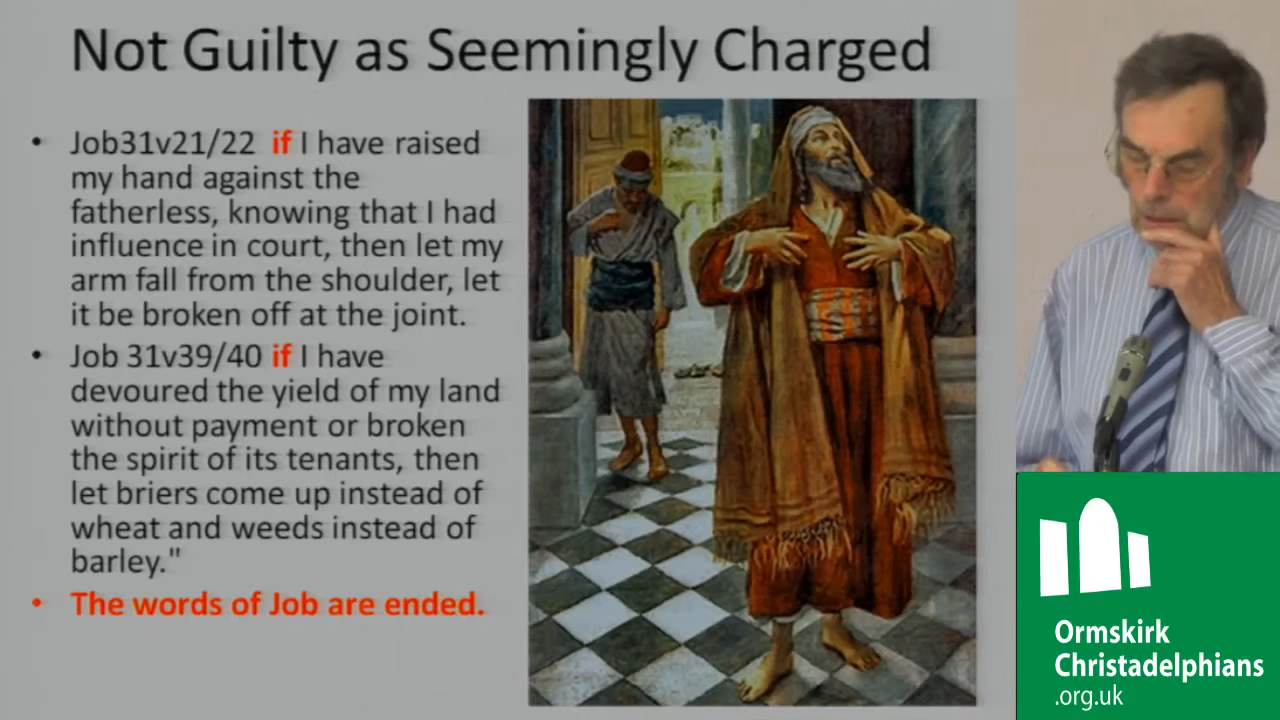 Not Guilty as Seemingly Charged
• Job31v21/22 if I have raised
my hand against the
fatherless, knowing that I had
influence in court, then let my
arm fall from the shoulder, let
it be broken off at the joint.
• Job 31v39/40 if I have
devoured the yield of my land
without payment or broken
the spirit of its tenants, then
let briers come up instead of
wheat and weeds instead of
barley."
• The words of Job are ended.
Ormskirk
Christadelphians
.org.uk